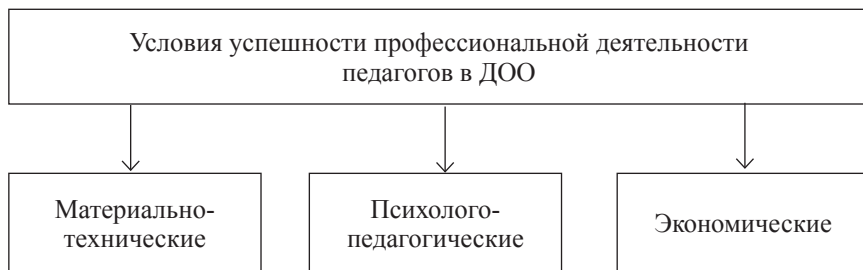 Условия успешности профессиональной деятельности
педагогов в ДОО
Материально-
технические
Психолого-
педагогические
Экономические